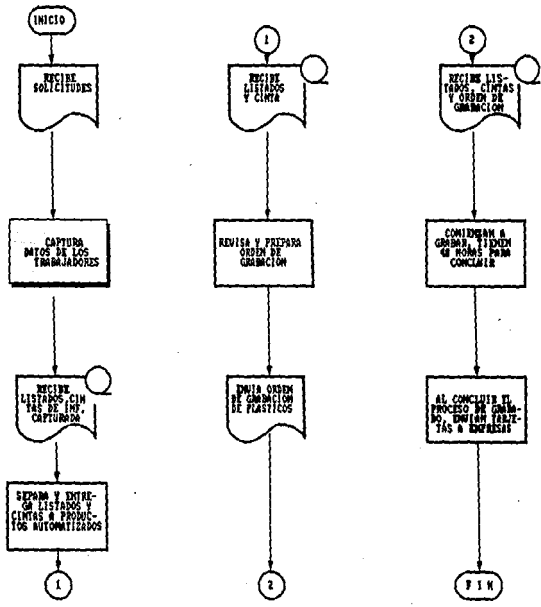 INICIO
RECIBE
SOLICITUDES
CAPTURA
DATOS DE LOS
TRABAJADORES
RECIBE
LISTADOS,CIN
TAS DE INF.
CAPTURADA
SEPARA Y ENTRE-
GA LISTADOS Y
CINTAS A PRODUC-
TOS AUTOMATIZADOS
1
1
RECIBE
LISTADOS
Y CINTA
REVISA Y PREPARA
ORDEN DE
GRABACION
ENVIA ORDEN
DE GRABACION
DE PLASTICOS
2
2
RECIBE LIS-
TADOS, CINTAS
Y ORDEN DE
GRABACION
COMIENSAN A
GRABAR, TIENEN
48 HORAS PARA
CONCLUIR
AL CONCLUIR EL
PROCESO DE GRABA-
DO, ENVIAN TARJE-
TAS A EMPRESAS
F I N